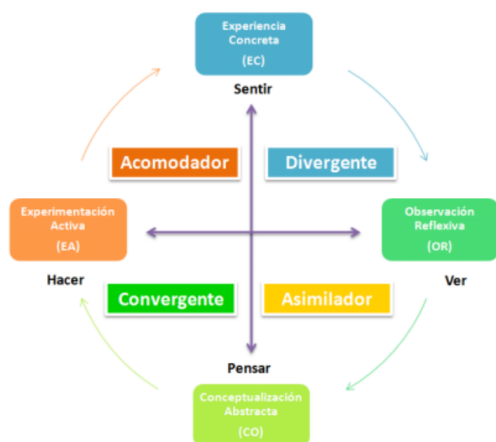 Experiencia
Concreta
(EC)
Sentir
Acomodador
Divergente
Experimentación
Activa
(EA)
Hacer
Observación
Reflexiva
(OR)
Ver
Convergente
Asimilador
Pensar
Conceptualización
Abstracta
(CO)